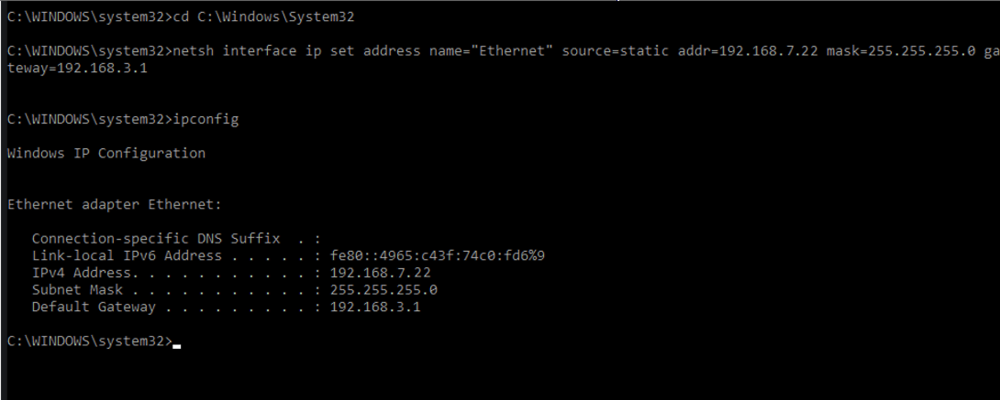 C:\WINDOWS\system32>cd C:\Windows\System32
C:\WINDOWS\system32>netsh interface ip set address name="Ethernet" source=static addr=192.168.7.22 mask=255.255.255.0 ga
teway=192.168.3.1
C:\WINDOWS\system32>ipconfig
Windows IP Configuration
Ethernet adapter Ethernet:
   Connection-specific DNS Suffix  . :
   Link-local IPv6 Address . . . . . : fe80::4965:c43f:74c0:fd6%9
   IPv4 Address. . . . . . . . . . . : 192.168.7.22
   Subnet Mask . . . . . . . . . . . : 255.255.255.0
   Default Gateway . . . . . . . . . : 192.168.3.1
C:\WINDOWS\system32>